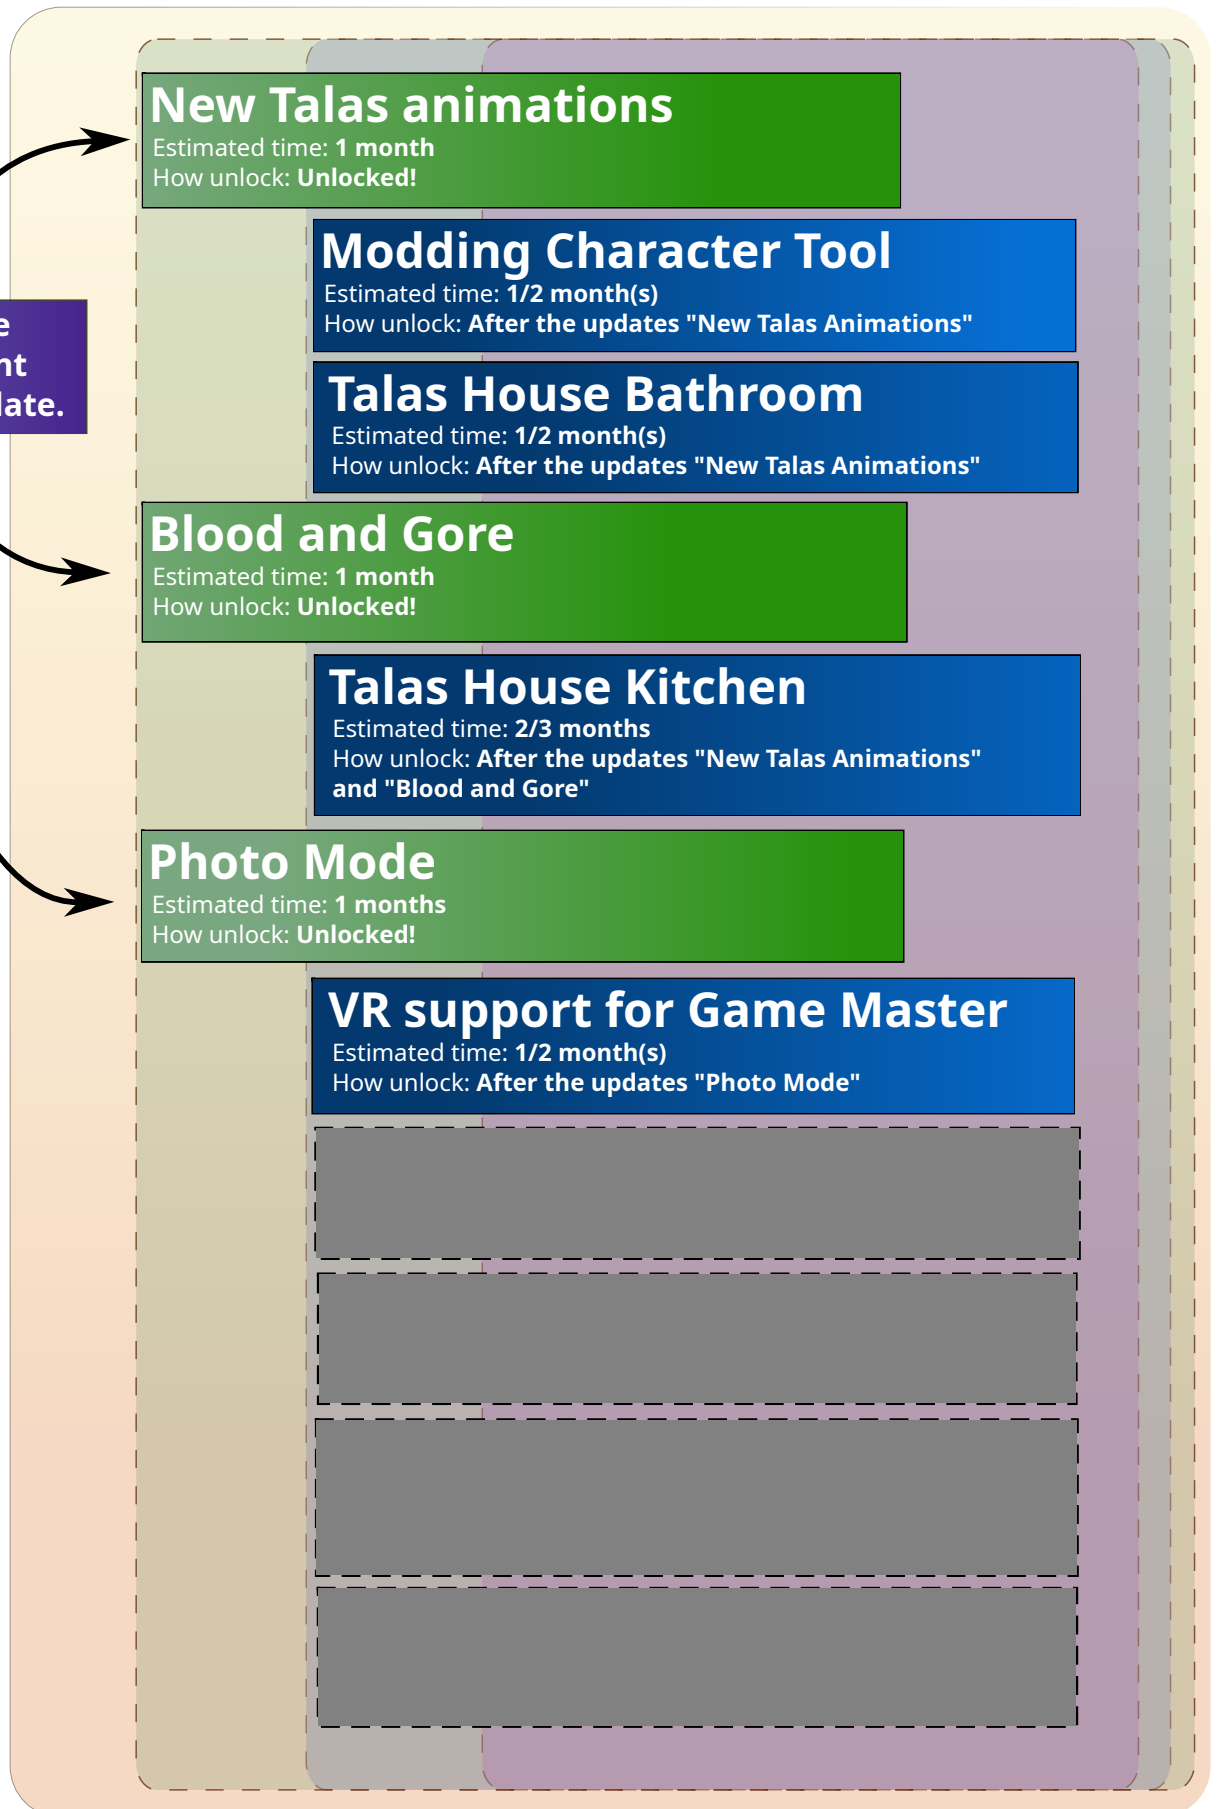 New Talas animations
Estimated time: 1 month
How unlock: Unlocked!
Modding Character Tool
Estimated time: 1/2 month(s)
How unlock: After the updates "New Talas Animations"
Talas House Bathroom
Estimated time: 1/2 month(s)
How unlock: After the updates "New Talas Animations"
Blood and Gore
Estimated time: 1 month
How unlock: Unlocked!
Talas House Kitchen
Estimated time: 2/3 months
How unlock: After the updates "New Talas Animations"
and "Blood and Gore"
Photo Mode
Estimated time: 1 months
How unlock: Unlocked!
VR support for Game Master
Estimated time: 1/2 month(s)
How unlock: After the updates "Photo Mode"